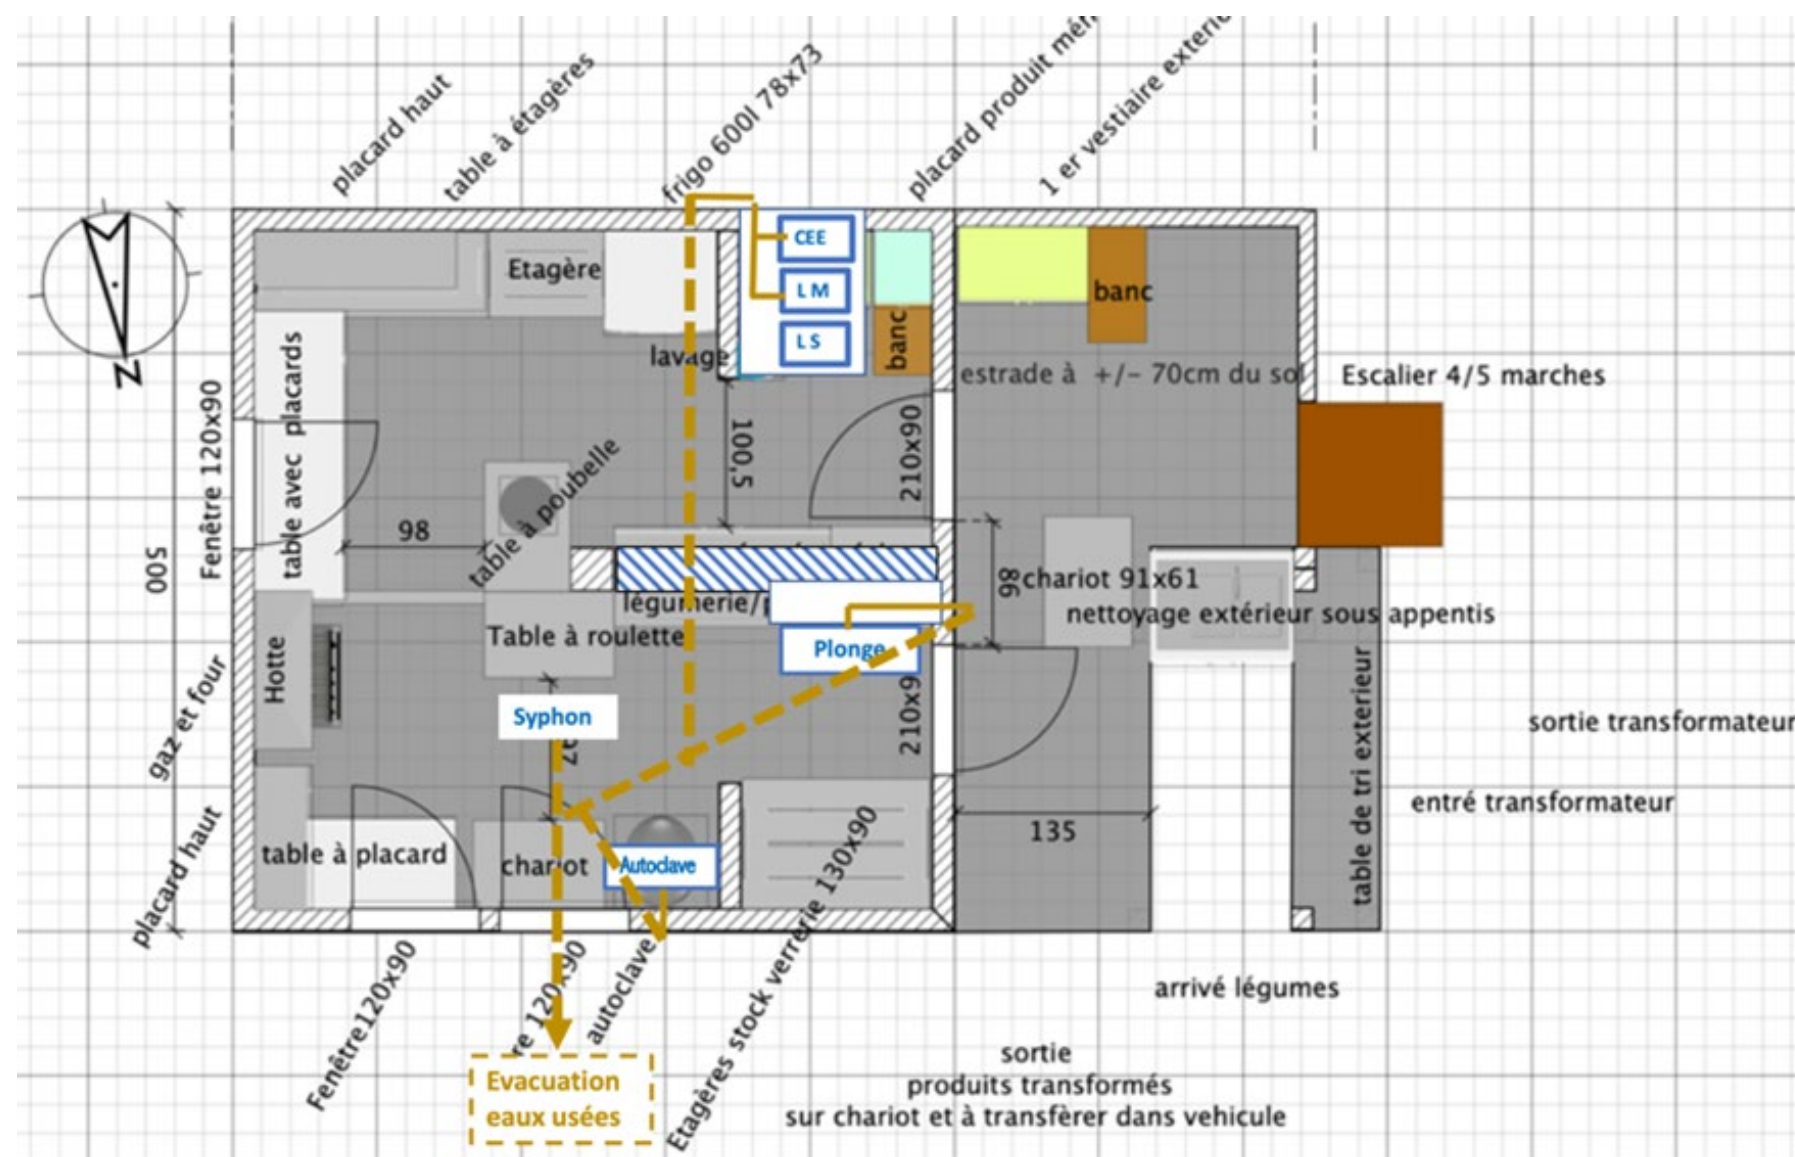 placard haut
table à étagères
frigo 600l 78x73
placard produit mén
1 er vestiaire exterie
CEE
L M
L S
Etagère
lavage
banc
banc
N
estrade à +/- 70cm du sol
Escalier 4/5 marches
Fenêtre 120x90
table avec placards
100,5
210x90
98
table à poubelle
500
chariot 91x61
légumerie/p
nettoyage extérieur sous appentis
Table à roulette
Plonge
Hotte
Syphon
210x9
gaz et four
table de tri exterieur
sortie transformateur
entré transformateur
135
placard haut
table à placard
chariot
Autoclave
Fenêtre120x90
re 120x90
autoclave
Etagères stock verrerie 130x90
arrivé légumes
Evacuation
eaux usées
sortie
produits transformés
sur chariot et à transfèrer dans vehicule